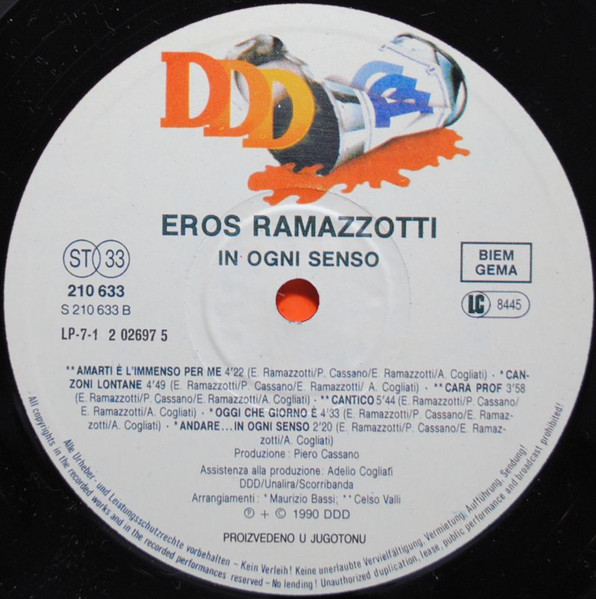 DDD
EROS RAMAZZOTTI
IN OGNI SENSO
ST 33
210 633
S 210 633 B
LP-7-1 2 02697 5
BIEM
GEMA
LC 8445
**AMARTI È L'IMMENSO PER ME 4'22 (E. Ramazzotti/P. Cassano/E. Ramazzotti/A. Cogliati) - *CAN-
ZONI LONTANE 4'49 (E. Ramazzotti/P. Cassano/E. Ramazzotti/ A. Cogliati) - **CARA PROF 3'58
(E. Ramazzotti/P. Cassano/E. Ramazzotti/A. Cogliati) - **CANTICO 5'44 (E. Ramazzotti/P. Cassano/
E. Ramazzotti/A. Cogliati) - *OGGI CHE GIORNO È 4'33 (E. Ramazzotti/P. Cassano/E. Ramaz-
zotti/A. Cogliati) - *ANDARE...IN OGNI SENSO 2'20 (E. Ramazzotti/P. Cassano/E. Ramaz-
zotti/A. Cogliati)
Produzione: Piero Cassano
Assistenza alla produzione: Adelio Cogliati
DDD/Unalira/Scorribanda
Arrangiamenti: *Maurizio Bassi; **Celso Valli
℗ + © 1990 DDD
PROIZVEDENO U JUGOTONU
Alle Urheber- und Leistungsschutzrechte vorbehalten - Kein Verleih! Keine unerlaubte Vervielfältigung, Vermietung, Aufführung, Sendung!
All copyrights in the recorded works and in the recorded performances reserved - No lending! Unauthorized duplication, lease, public performance and broadcast prohibited!